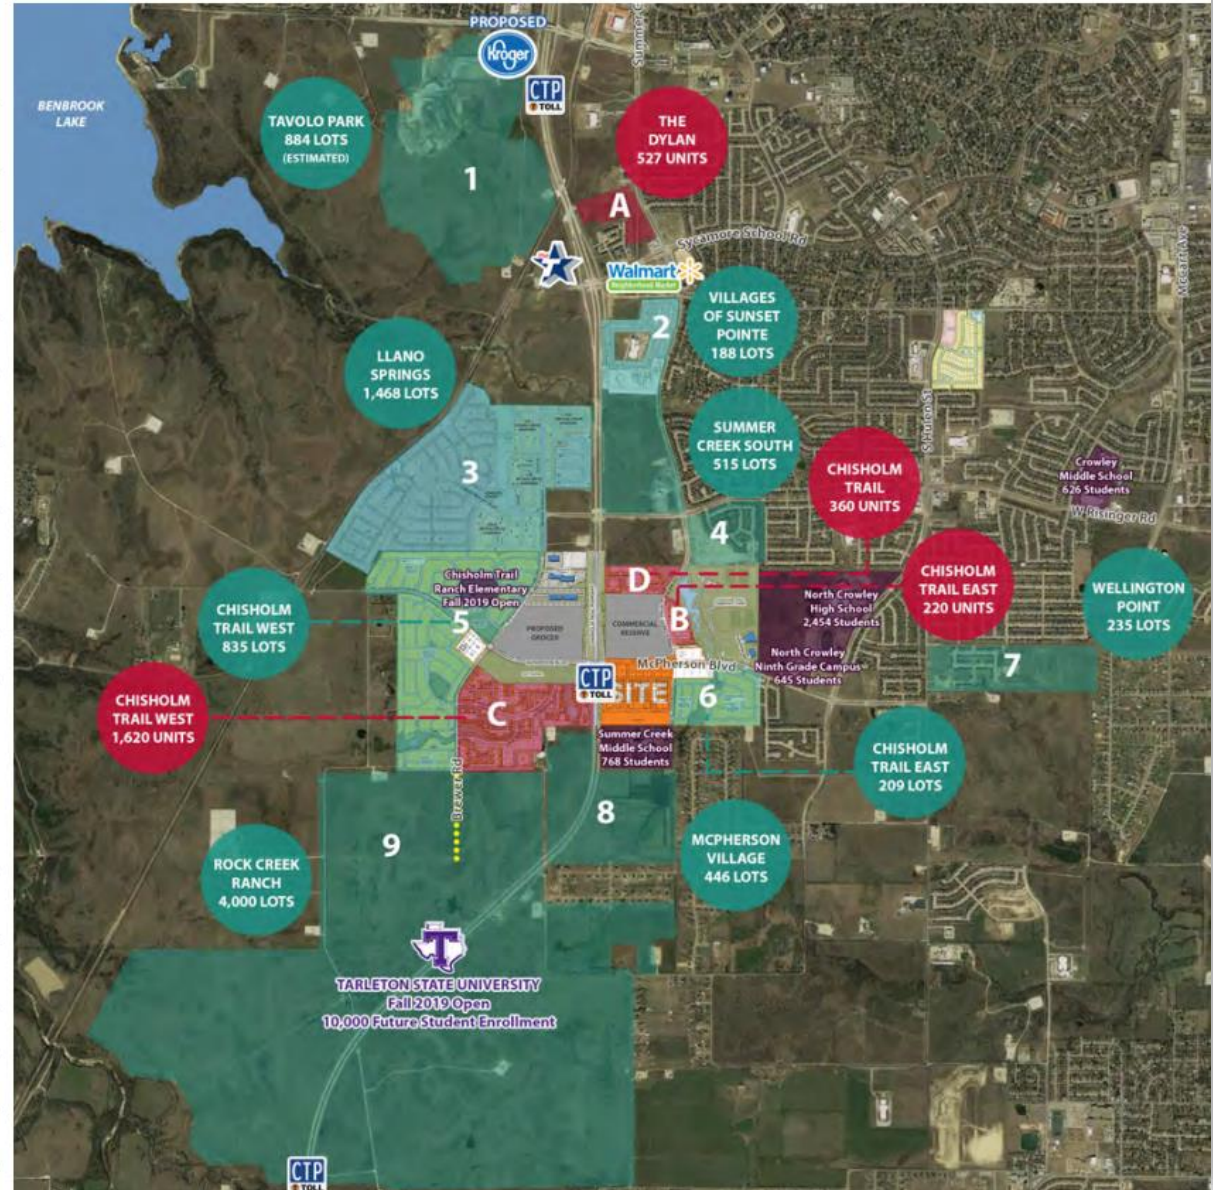 PROPOSED
Kroger
CTP
TOLL
BENBROOK
LAKE
TAVOLO PARK
884 LOTS
(ESTIMATED)
THE
DYLAN
527 UNITS
1
A
Sycamore School Rd
McCart Ave
Walmart
Neighborhood Market
VILLAGES
OF SUNSET
POINTE
188 LOTS
2
LLANO
SPRINGS
1,468 LOTS
S Hulen St
SUMMER
CREEK SOUTH
515 LOTS
3
CHISHOLM
TRAIL
360 UNITS
Crowley
Middle School
626 Students
W Risinger Rd
4
Chisholm Trail
Ranch Elementary
Fall 2019 Open
D
CHISHOLM
TRAIL EAST
220 UNITS
WELLINGTON
POINT
235 LOTS
CHISHOLM
TRAIL WEST
835 LOTS
5
PROPOSED
GROCER
COMMERCIAL
RESERVE
B
North Crowley
High School
2,454 Students
North Crowley
Ninth Grade Campus
645 Students
7
McPherson Blvd
CTP
TOLL
SITE
6
CHISHOLM
TRAIL WEST
1,620 UNITS
C
Summer Creek
Middle School
768 Students
CHISHOLM
TRAIL EAST
209 LOTS
Brewer Rd
8
9
MCPHERSON
VILLAGE
446 LOTS
ROCK CREEK
RANCH
4,000 LOTS
T
TARLETON STATE UNIVERSITY
Fall 2019 Open
10,000 Future Student Enrollment
CTP
TOLL